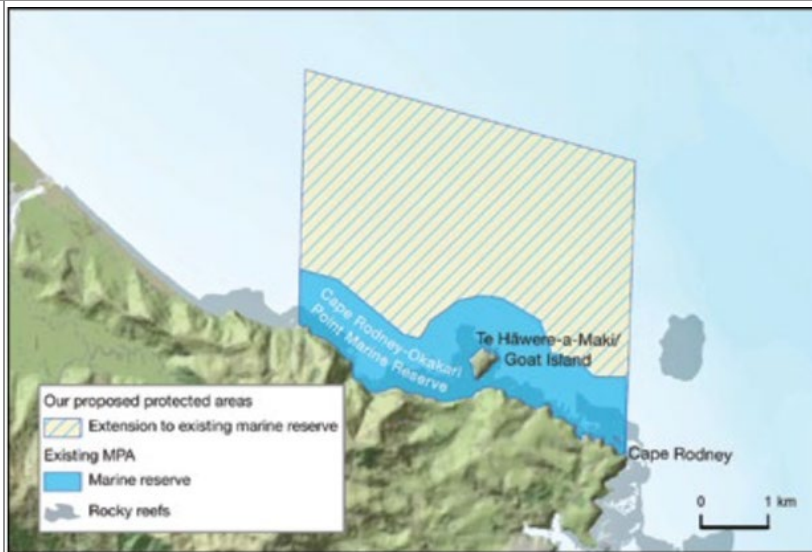 Cape Rodney-Okakari
Point Marine Reserve
Te Hāwere-a-Maki/
Goat Island
Cape Rodney
Our proposed protected areas
Extension to existing marine reserve
Existing MPA
Marine reserve
Rocky reefs
0 1 km